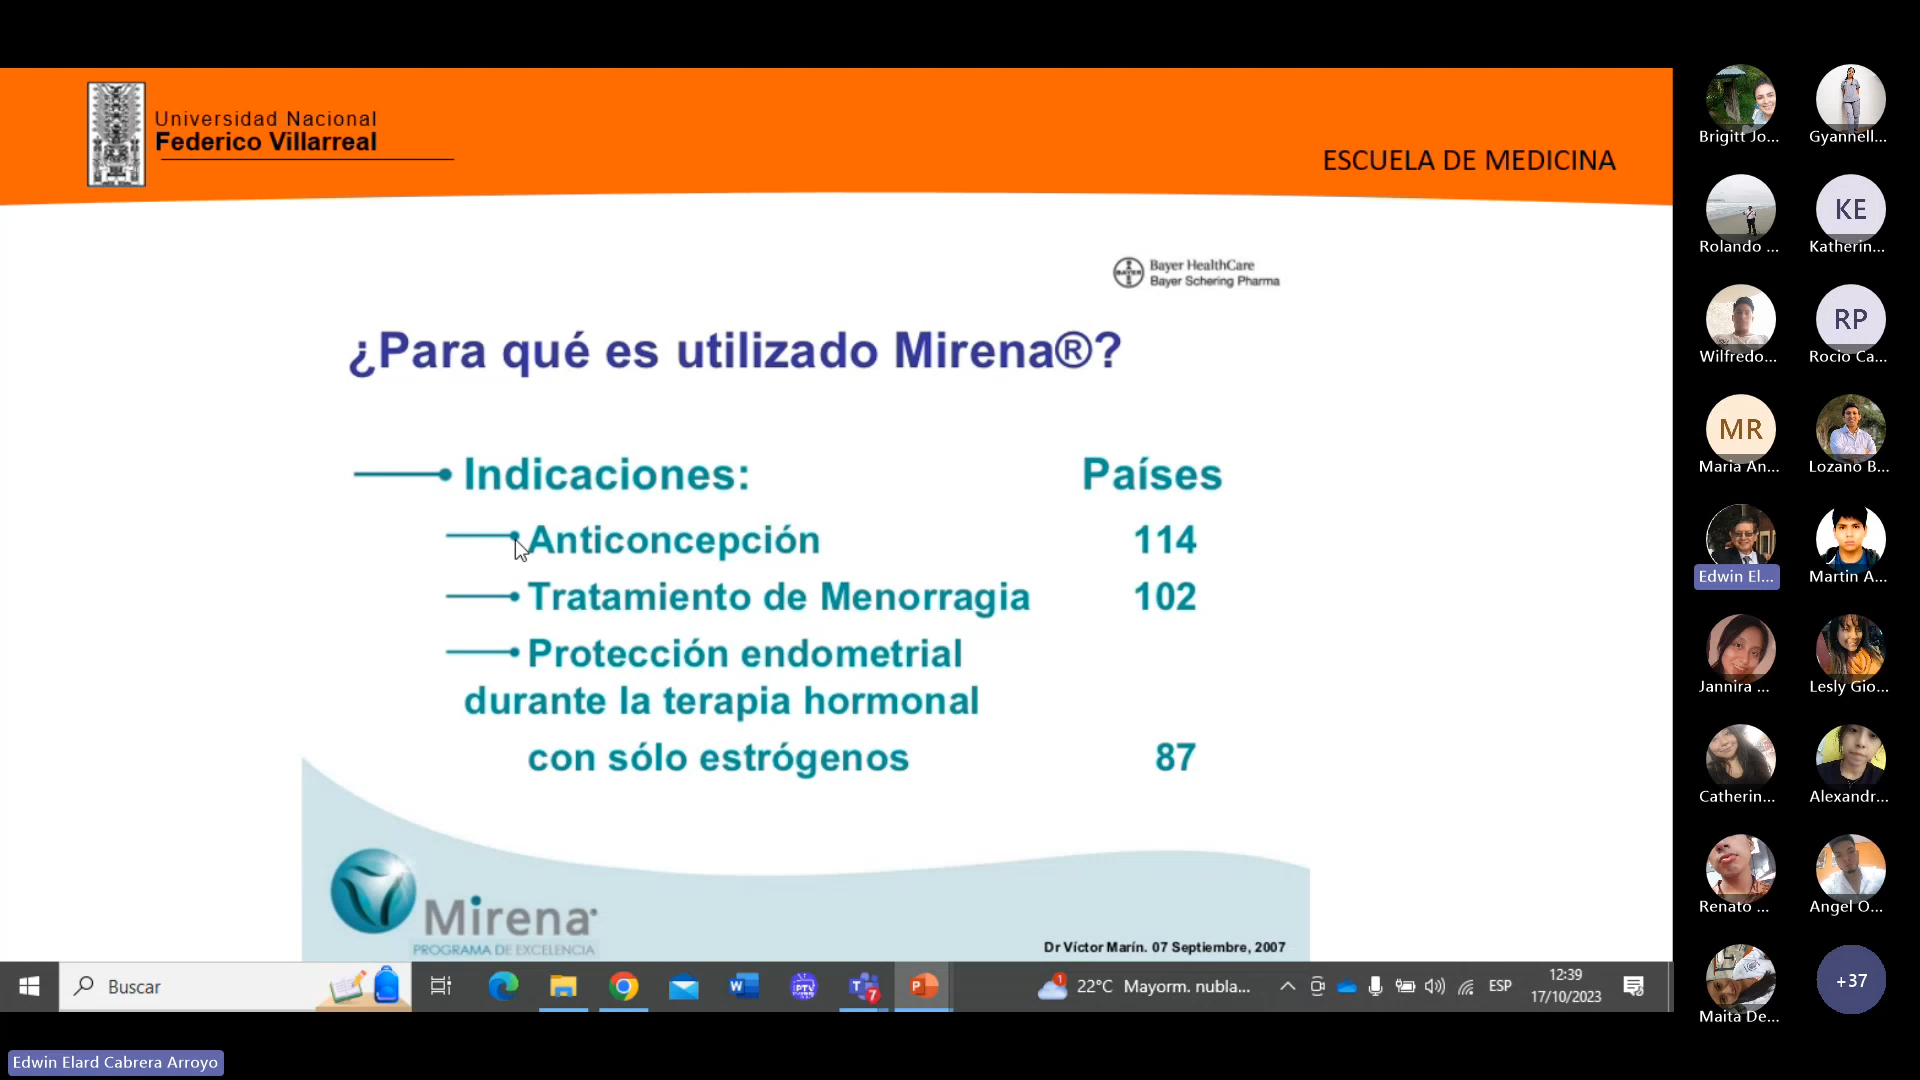 Universidad Nacional
Federico Villarreal
ESCUELA DE MEDICINA
BAYER
Bayer HealthCare
Bayer Schering Pharma
¿Para qué es utilizado Mirena®?
Indicaciones: Países
Anticoncepción 114
Tratamiento de Menorragia 102
Protección endometrial
durante la terapia hormonal
con sólo estrógenos 87
Mirena
PROGRAMA DE EXCELENCIA
Dr Víctor Marín. 07 Septiembre, 2007
Buscar
7
1
22°C Mayorm. nubla...
ESP
12:39
17/10/2023
Edwin Elard Cabrera Arroyo
Brigitt Jo...
Gyannell...
Rolando ...
KE
Katherin...
Wilfredo...
RP
Rocio Ca...
MR
Maria An...
Lozano B...
Edwin El...
Martin A...
Jannira ...
Lesly Gio...
Catherin...
Alexandr...
Renato ...
Angel O...
Maita De...
+37